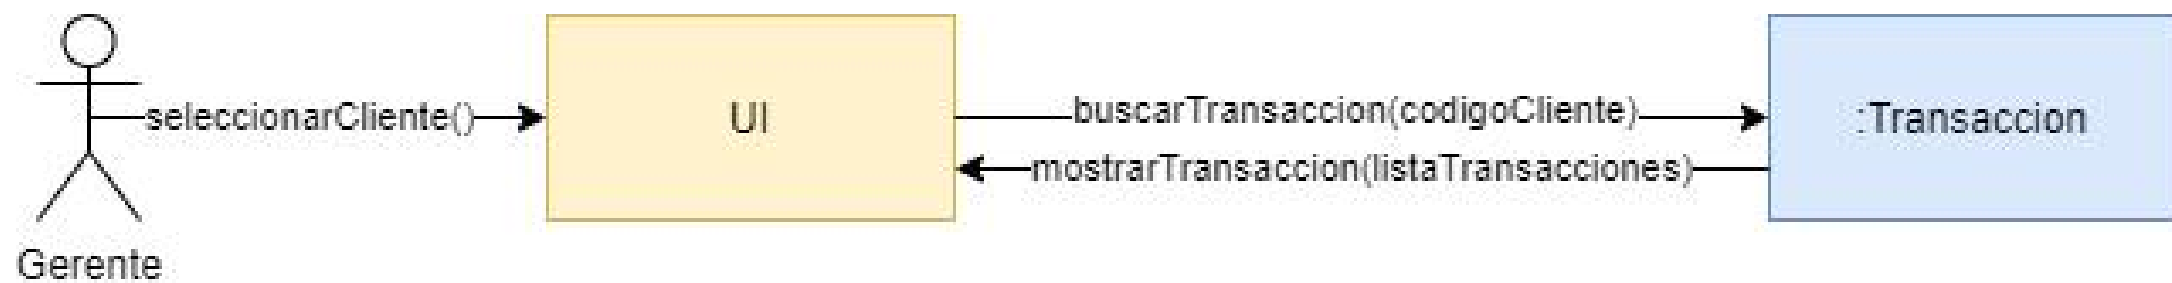 seleccionarCliente()
UI
buscarTransaccion(codigoCliente)
:Transaccion
mostrarTransaccion(listaTransacciones)
Gerente